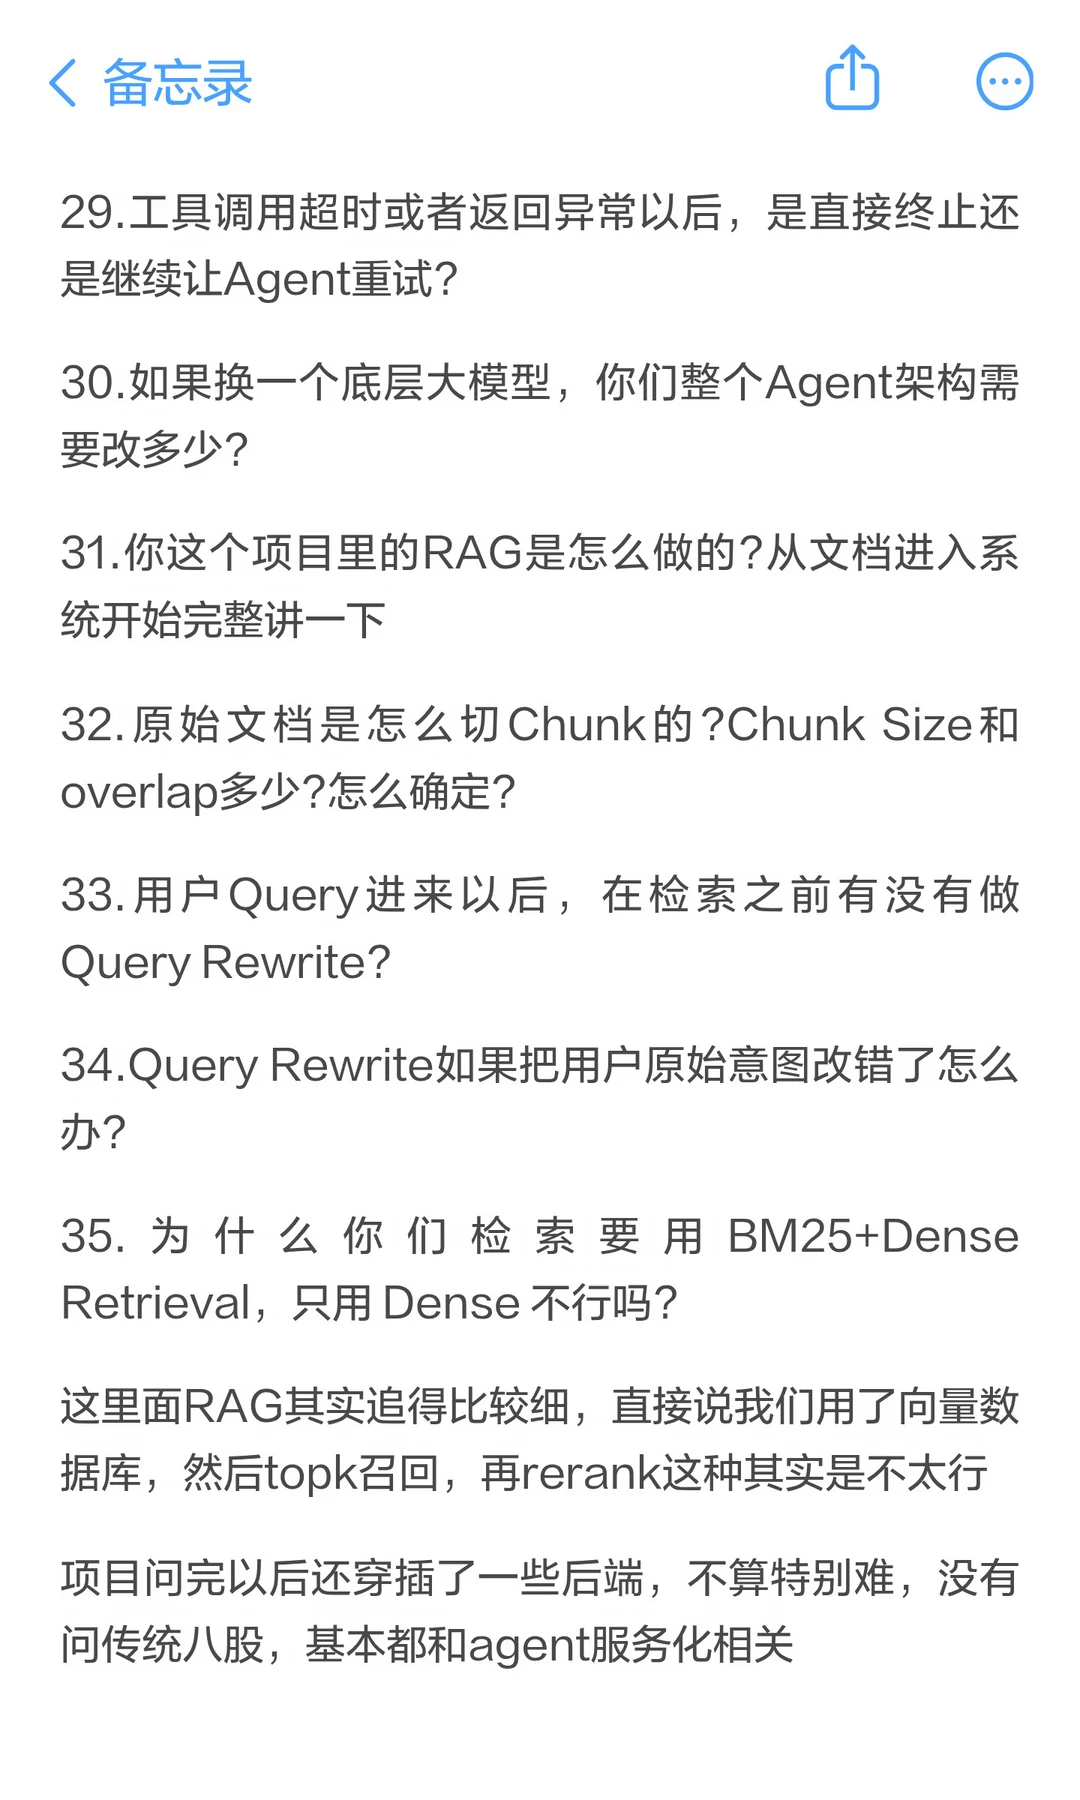 备忘录
29.工具调用超时或者返回异常以后，是直接终止还
是继续让Agent重试?
30.如果换一个底层大模型，你们整个Agent架构需
要改多少?
31.你这个项目里的RAG是怎么做的?从文档进入系
统开始完整讲一下
32.原始文档是怎么切Chunk的?Chunk Size和
overlap多少?怎么确定?
33.用户Query进来以后，在检索之前有没有做
Query Rewrite?
34.Query Rewrite如果把用户原始意图改错了怎么
办?
35.为什么你们检索要用BM25+Dense
Retrieval，只用 Dense 不行吗?
这里面RAG其实追得比较细，直接说我们用了向量数
据库，然后topk召回，再rerank这种其实是不太行
项目问完以后还穿插了一些后端，不算特别难，没有
问传统八股，基本都和agent服务化相关